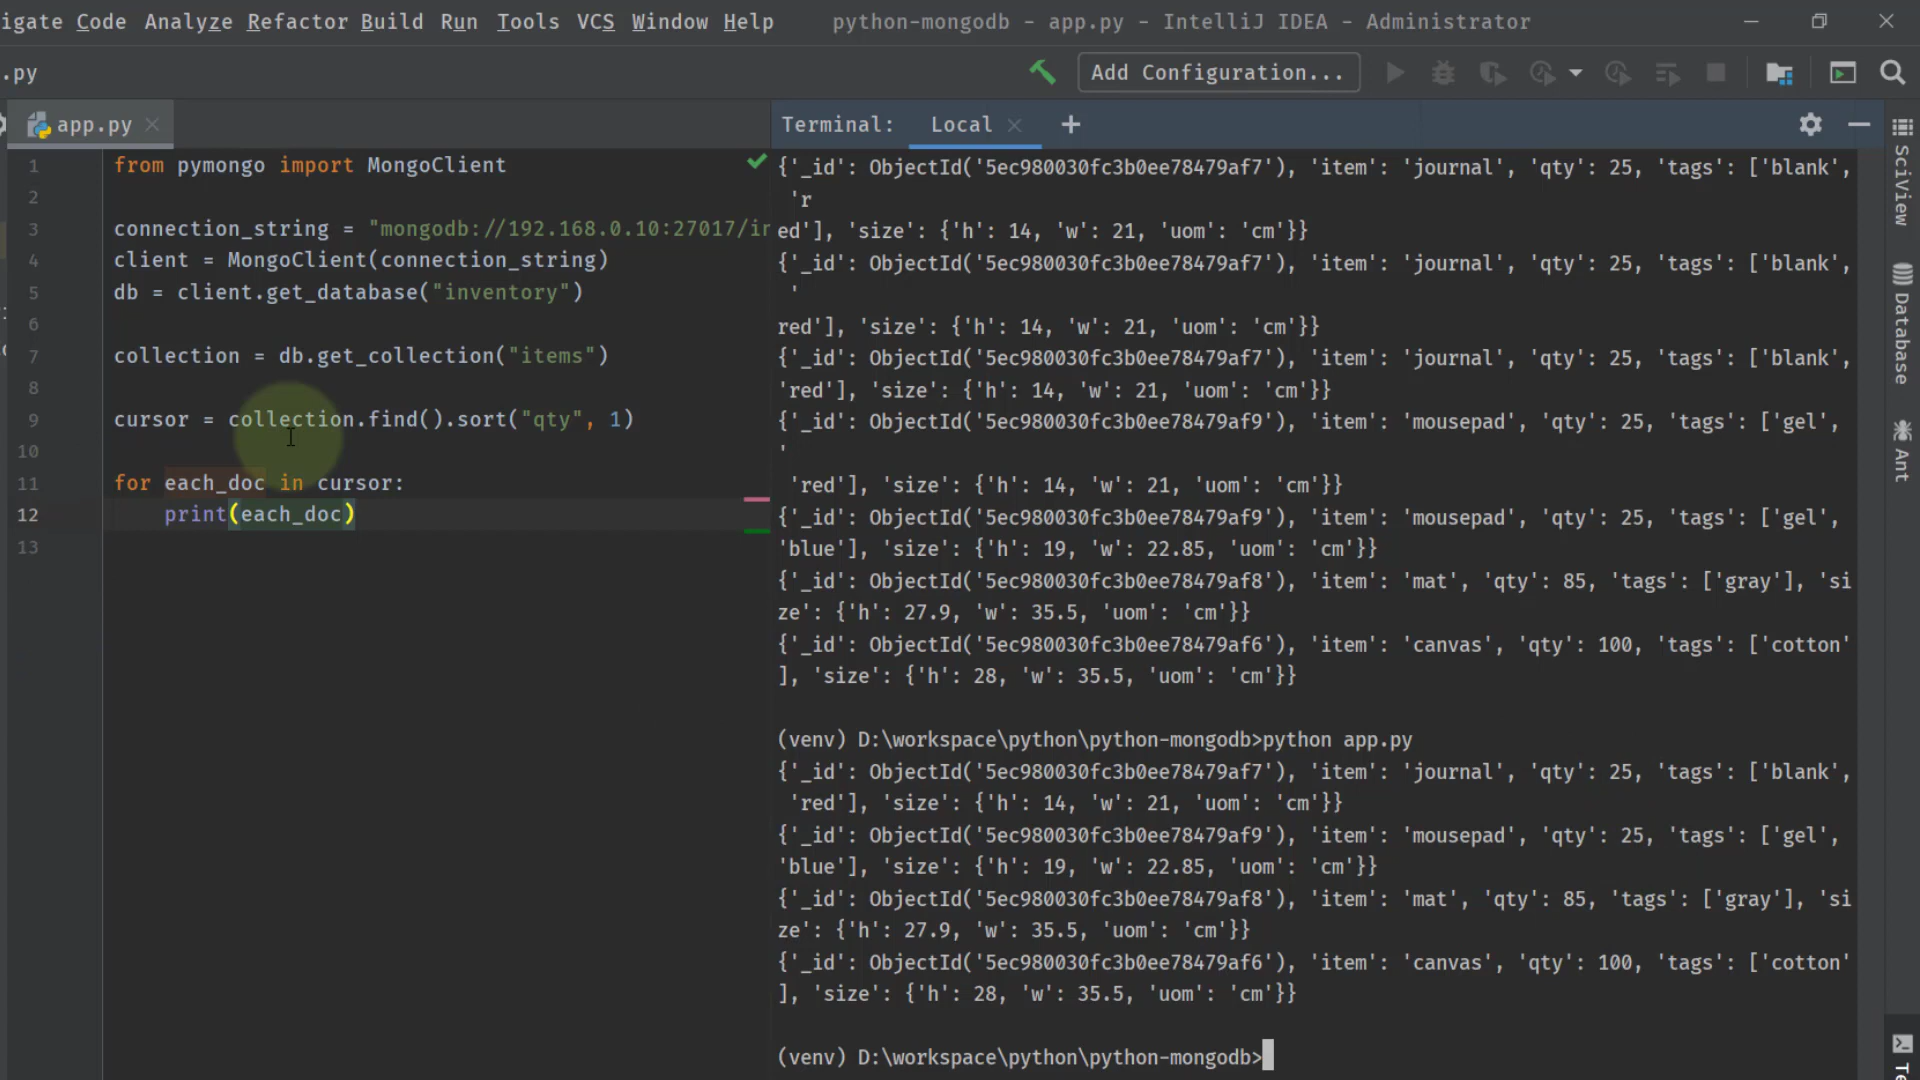 igate Code Analyze Refactor Build Run Tools VCS Window Help python-mongodb - app.py - IntelliJ IDEA - Administrator
.py Add Configuration...
app.py
1 from pymongo import MongoClient
2
3 connection_string = "mongodb://192.168.0.10:27017/in
4 client = MongoClient(connection_string)
5 db = client.get_database("inventory")
6
7 collection = db.get_collection("items")
8
9 cursor = collection.find().sort("qty", 1)
10
11 for each_doc in cursor:
12 print(each_doc)
13
Terminal: Local +
{'_id': ObjectId('5ec980030fc3b0ee78479af7'), 'item': 'journal', 'qty': 25, 'tags': ['blank',
'r
ed'], 'size': {'h': 14, 'w': 21, 'uom': 'cm'}}
{'_id': ObjectId('5ec980030fc3b0ee78479af7'), 'item': 'journal', 'qty': 25, 'tags': ['blank',
'
red'], 'size': {'h': 14, 'w': 21, 'uom': 'cm'}}
{'_id': ObjectId('5ec980030fc3b0ee78479af7'), 'item': 'journal', 'qty': 25, 'tags': ['blank',
'red'], 'size': {'h': 14, 'w': 21, 'uom': 'cm'}}
{'_id': ObjectId('5ec980030fc3b0ee78479af9'), 'item': 'mousepad', 'qty': 25, 'tags': ['gel',
'
'red'], 'size': {'h': 14, 'w': 21, 'uom': 'cm'}}
{'_id': ObjectId('5ec980030fc3b0ee78479af9'), 'item': 'mousepad', 'qty': 25, 'tags': ['gel',
'blue'], 'size': {'h': 19, 'w': 22.85, 'uom': 'cm'}}
{'_id': ObjectId('5ec980030fc3b0ee78479af8'), 'item': 'mat', 'qty': 85, 'tags': ['gray'], 'si
ze': {'h': 27.9, 'w': 35.5, 'uom': 'cm'}}
{'_id': ObjectId('5ec980030fc3b0ee78479af6'), 'item': 'canvas', 'qty': 100, 'tags': ['cotton'
], 'size': {'h': 28, 'w': 35.5, 'uom': 'cm'}}
(venv) D:\workspace\python\python-mongodb>python app.py
{'_id': ObjectId('5ec980030fc3b0ee78479af7'), 'item': 'journal', 'qty': 25, 'tags': ['blank',
'red'], 'size': {'h': 14, 'w': 21, 'uom': 'cm'}}
{'_id': ObjectId('5ec980030fc3b0ee78479af9'), 'item': 'mousepad', 'qty': 25, 'tags': ['gel',
'blue'], 'size': {'h': 19, 'w': 22.85, 'uom': 'cm'}}
{'_id': ObjectId('5ec980030fc3b0ee78479af8'), 'item': 'mat', 'qty': 85, 'tags': ['gray'], 'si
ze': {'h': 27.9, 'w': 35.5, 'uom': 'cm'}}
{'_id': ObjectId('5ec980030fc3b0ee78479af6'), 'item': 'canvas', 'qty': 100, 'tags': ['cotton'
], 'size': {'h': 28, 'w': 35.5, 'uom': 'cm'}}
(venv) D:\workspace\python\python-mongodb>
SciView
Database
Ant